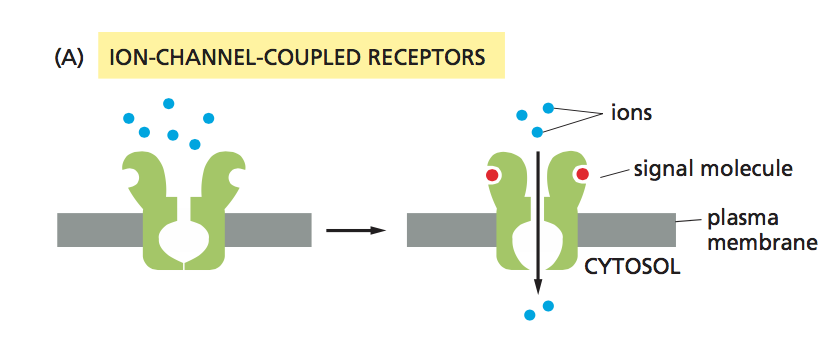 (A) ION-CHANNEL-COUPLED RECEPTORS
ions
signal molecule
plasma
membrane
CYTOSOL